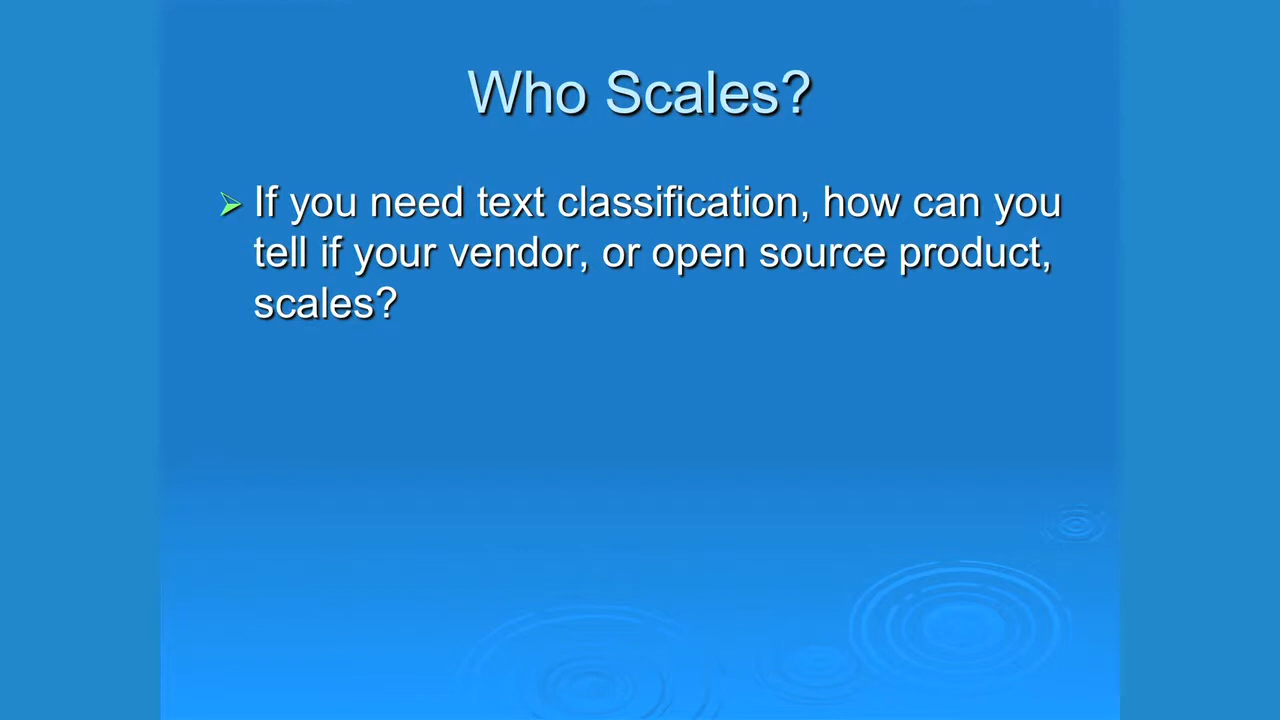 Who Scales?
If you need text classification, how can you
tell if your vendor, or open source product,
scales?